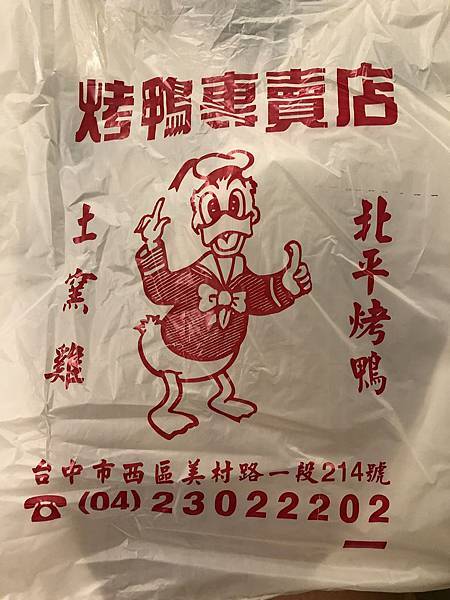 烤鴨專賣店
北平烤鴨
土窯雞
台中市西區美村路一段214號
☎(04)23022202